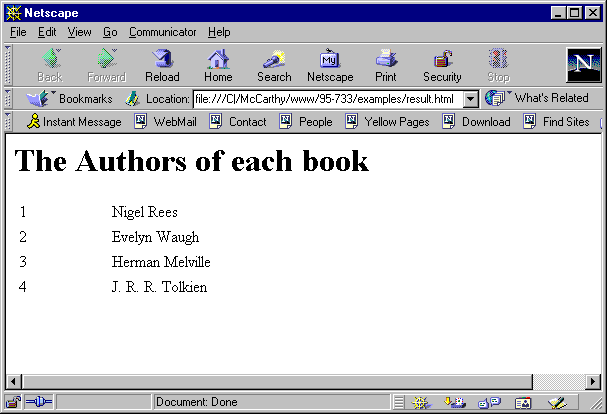 Netscape
File Edit View Go Communicator Help
Back Forward Reload Home Search Netscape Print Security Stop
My
N
Bookmarks Location: file:///C|/McCarthy/www/95-733/examples/result.html What's Related
Instant Message WebMail Contact People Yellow Pages Download Find Sites
The Authors of each book
1 Nigel Rees
2 Evelyn Waugh
3 Herman Melville
4 J. R. R. Tolkien
Document: Done